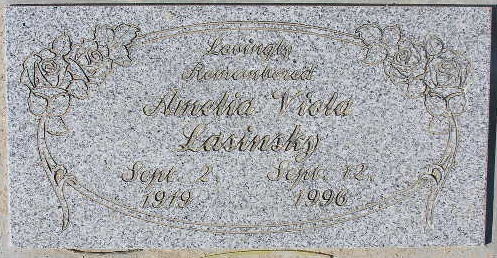 Lovingly
Remembered
Amelia Viola
Lasinsky
Sept. 2 Sept. 12
1919 1996